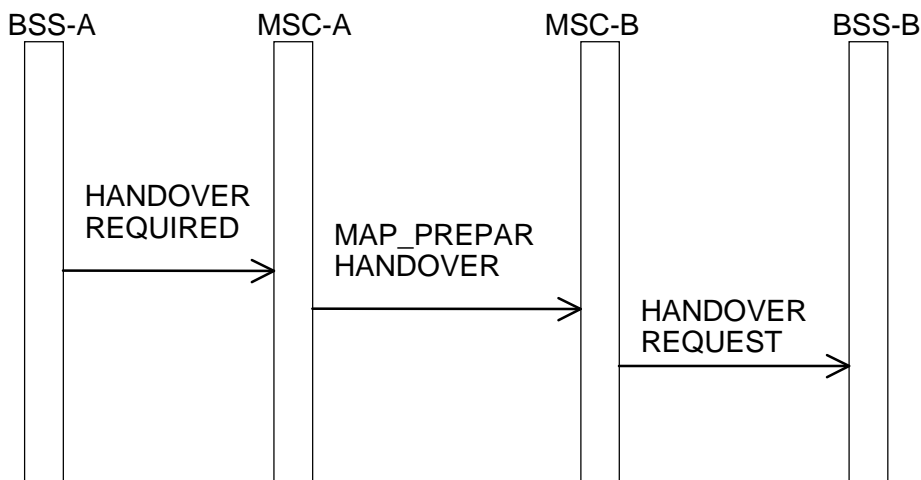 BSS-A MSC-A MSC-B BSS-B
HANDOVER
REQUIRED
MAP_PREPAR
HANDOVER
HANDOVER
REQUEST